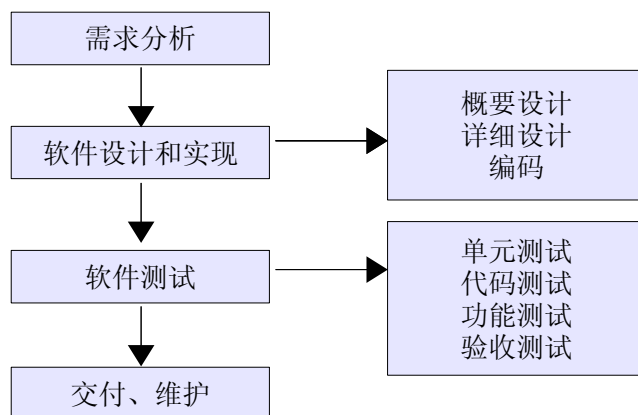 需求分析
软件设计和实现
概要设计
详细设计
编码
软件测试
单元测试
代码测试
功能测试
验收测试
交付、维护